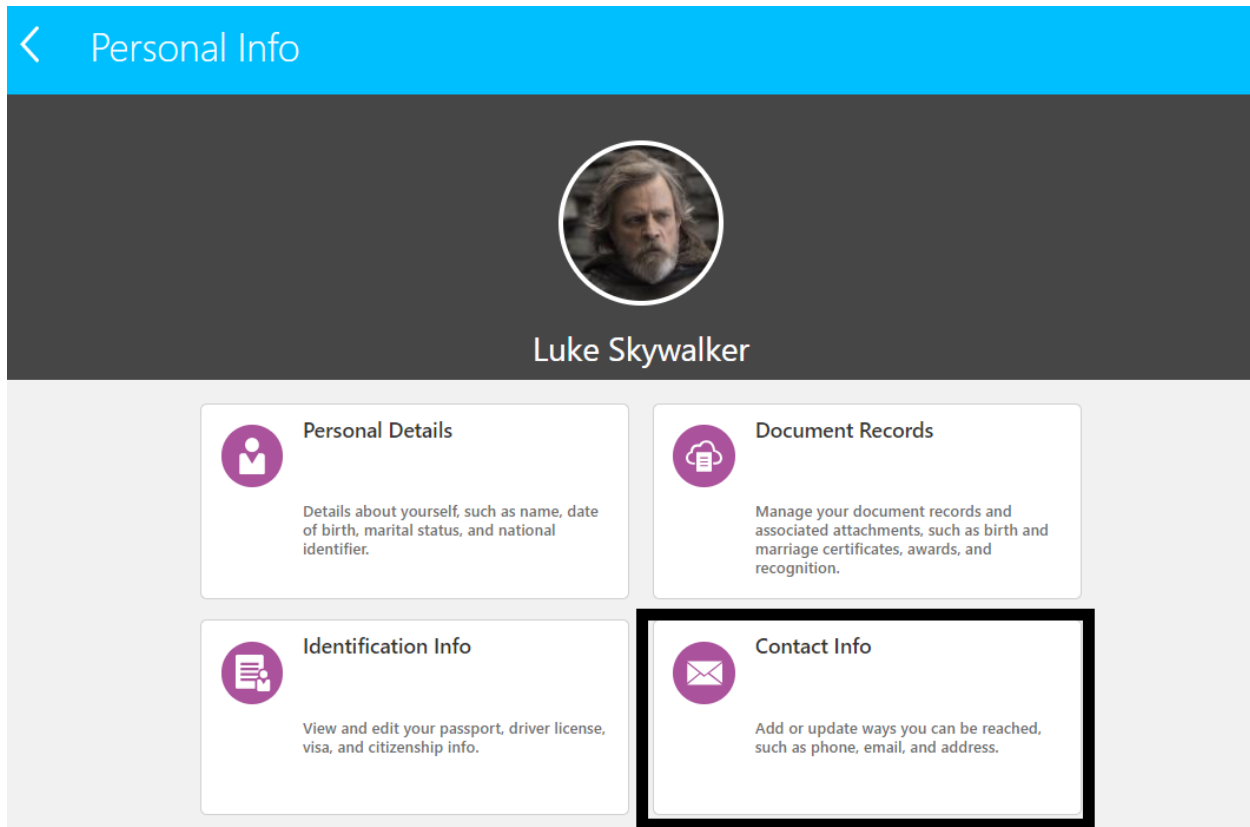 Personal Info
Luke Skywalker
Personal Details
Details about yourself, such as name, date
of birth, marital status, and national
identifier.
Document Records
Manage your document records and
associated attachments, such as birth and
marriage certificates, awards, and
recognition.
Identification Info
View and edit your passport, driver license,
visa, and citizenship info.
Contact Info
Add or update ways you can be reached,
such as phone, email, and address.